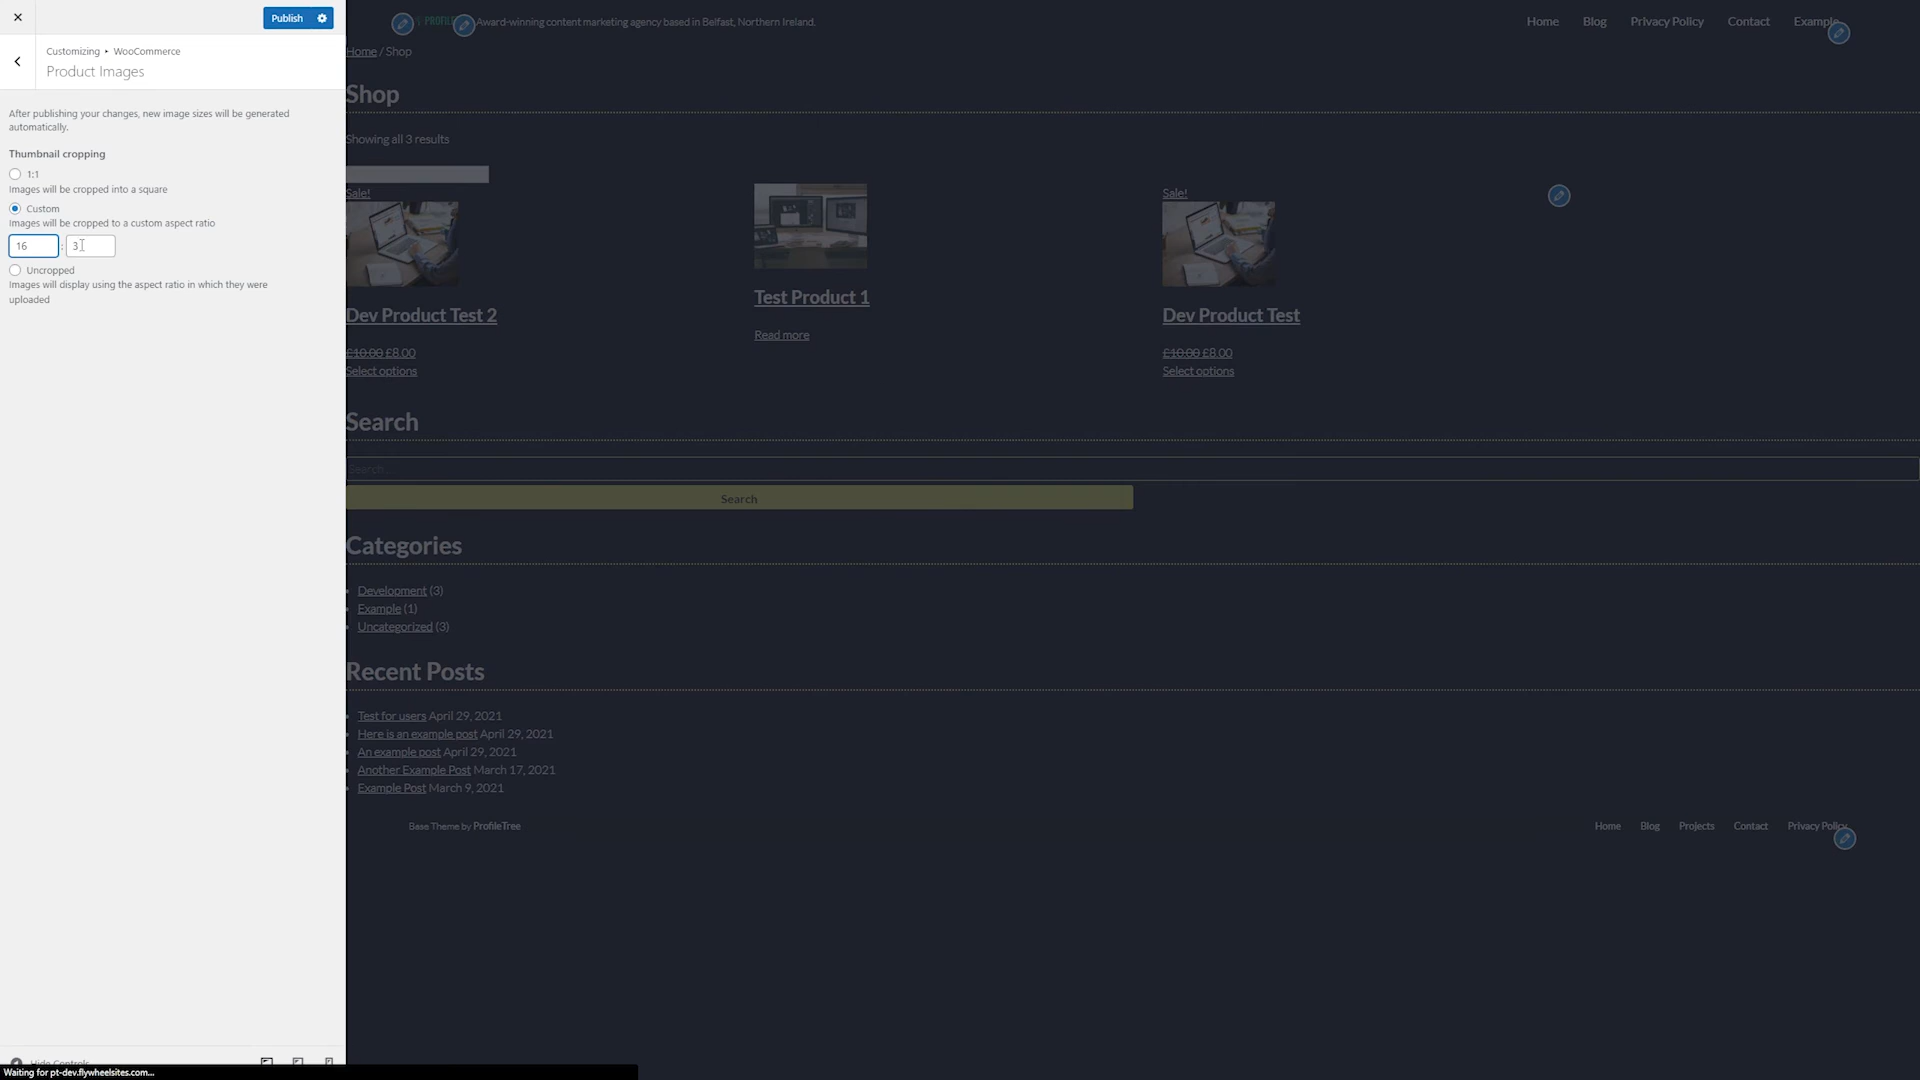 Publish
Customizing ▸ WooCommerce
Product Images
After publishing your changes, new image sizes will be generated
automatically.
Thumbnail cropping
1:1
Images will be cropped into a square
Custom
Images will be cropped to a custom aspect ratio
16 : 3
Uncropped
Images will display using the aspect ratio in which they were
uploaded
Hide Controls
Waiting for pt-dev.flywheelsites.com...
PROFILE Award-winning content marketing agency based in Belfast, Northern Ireland.
Home Blog Privacy Policy Contact Example
Home / Shop
Shop
Showing all 3 results
Sale!
Dev Product Test 2
£10.00 £8.00
Select options
Test Product 1
Read more
Sale!
Dev Product Test
£10.00 £8.00
Select options
Search
Search...
Search
Categories
Development (3)
Example (1)
Uncategorized (3)
Recent Posts
Test for users April 29, 2021
Here is an example post April 29, 2021
An example post April 29, 2021
Another Example Post March 17, 2021
Example Post March 9, 2021
Base Theme by ProfileTree
Home Blog Projects Contact Privacy Policy